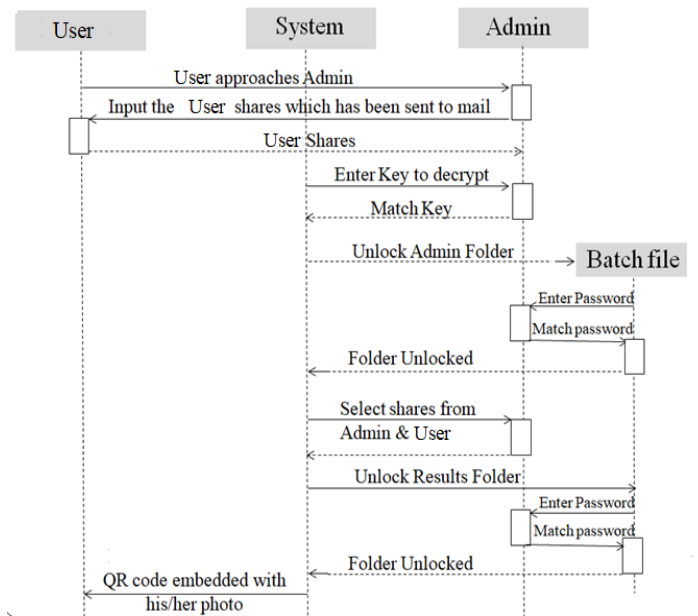 User
System
Admin
User approaches Admin
Input the User shares which has been sent to mail
User Shares
Enter Key to decrypt
Match Key
Unlock Admin Folder
Batch file
Enter Password
Match password
Folder Unlocked
Select shares from
Admin & User
Unlock Results Folder
Enter Password
Match password
Folder Unlocked
QR code embedded with
his/her photo